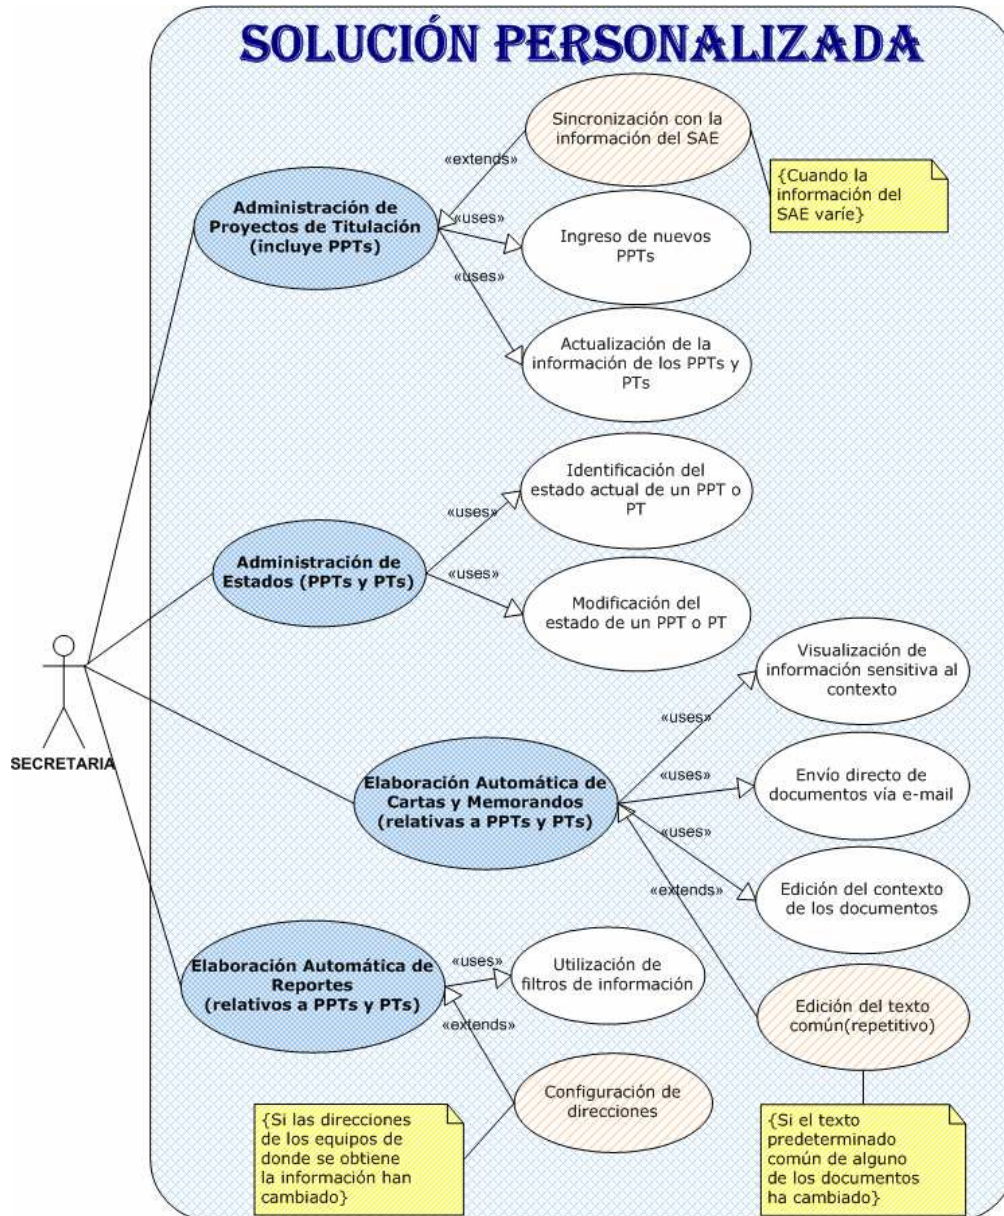 SOLUCIÓN PERSONALIZADA
Sincronización con la
información del SAE
«extends»
{Cuando la
información del
SAE varíe}
Administración de
Proyectos de Titulación
(incluye PPTs)
«uses»
Ingreso de nuevos
PPTs
«uses»
Actualización de la
información de los PPTs y
PTs
Identificación del
estado actual de un PPT o
PT
«uses»
Administración de
Estados (PPTs y PTs)
«uses»
Modificación del
estado de un PPT o PT
SECRETARIA
Visualización de
información sensitiva al
contexto
«uses»
Elaboración Automática de
Cartas y Memorandos
(relativas a PPTs y PTs)
«uses»
Envío directo de
documentos vía e-mail
«uses»
Edición del contexto
de los documentos
«extends»
Edición del texto
común(repetitivo)
Elaboración Automática de
Reportes
(relativos a PPTs y PTs)
«uses»
Utilización de
filtros de información
«extends»
Configuración de
direcciones
{Si las direcciones
de los equipos de
donde se obtiene
la información han
cambiado}
{Si el texto
predeterminado
común de alguno
de los documentos
ha cambiado}